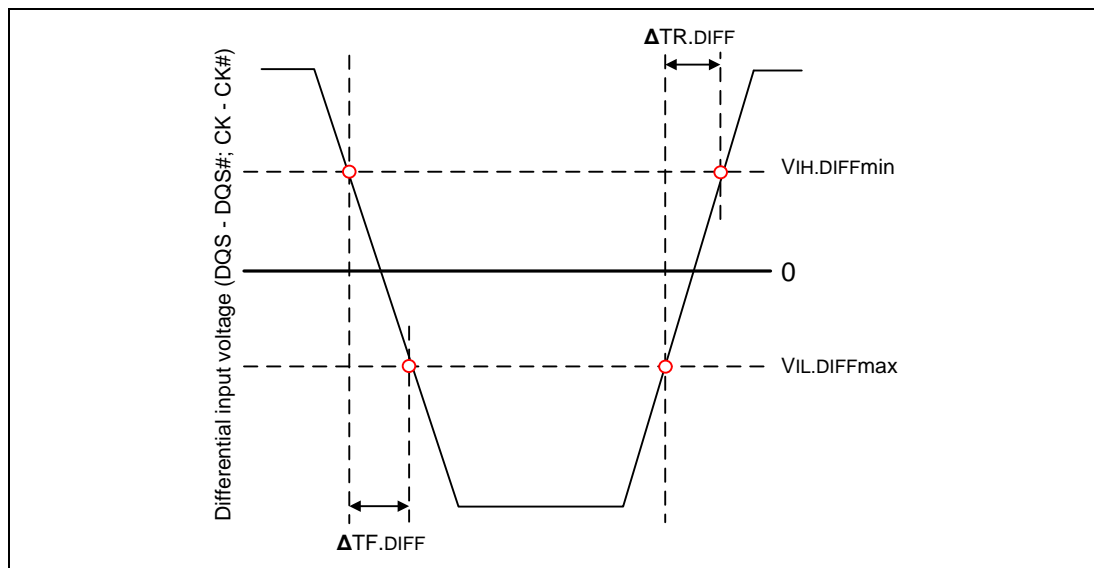 ΔTR.DIFF
Differential input voltage (DQS - DQS#; CK - CK#)
VIH.DIFFmin
0
VIL.DIFFmax
ΔTF.DIFF